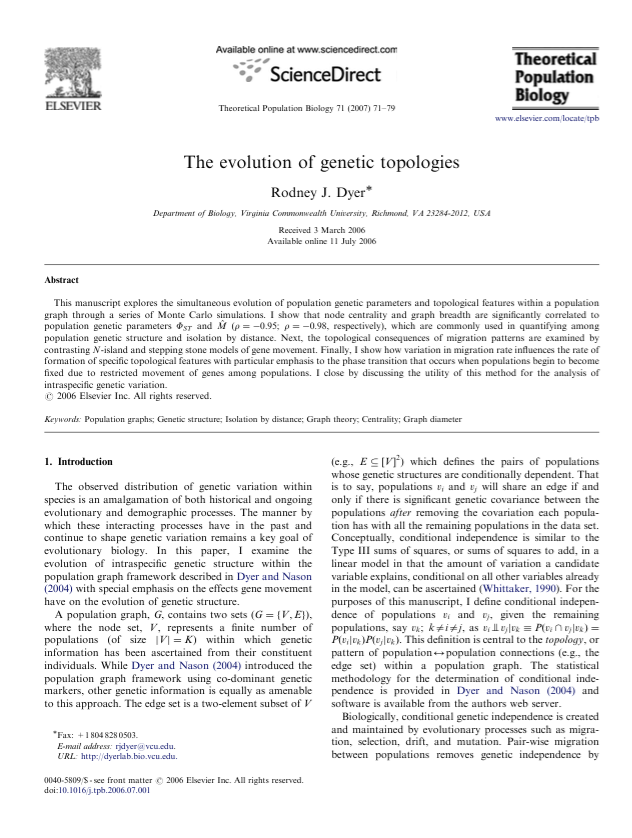 Available online at www.sciencedirect.com
ScienceDirect
ELSEVIER
Theoretical Population Biology 71 (2007) 71–79
Theoretical
Population
Biology
www.elsevier.com/locate/tpb
The evolution of genetic topologies
Rodney J. Dyer*
Department of Biology, Virginia Commonwealth University, Richmond, VA 23284-2012, USA
Received 3 March 2006
Available online 11 July 2006
Abstract
This manuscript explores the simultaneous evolution of population genetic parameters and topological features within a population
graph through a series of Monte Carlo simulations. I show that node centrality and graph breadth are significantly correlated to
population genetic parameters Φ_ST and M̂ (ρ = −0.95; ρ = −0.98, respectively), which are commonly used in quantifying among
population genetic structure and isolation by distance. Next, the topological consequences of migration patterns are examined by
contrasting N-island and stepping stone models of gene movement. Finally, I show how variation in migration rate influences the rate of
formation of specific topological features with particular emphasis to the phase transition that occurs when populations begin to become
fixed due to restricted movement of genes among populations. I close by discussing the utility of this method for the analysis of
intraspecific genetic variation.
© 2006 Elsevier Inc. All rights reserved.
Keywords: Population graphs; Genetic structure; Isolation by distance; Graph theory; Centrality; Graph diameter
1. Introduction
The observed distribution of genetic variation within
species is an amalgamation of both historical and ongoing
evolutionary and demographic processes. The manner by
which these interacting processes have in the past and
continue to shape genetic variation remains a key goal of
evolutionary biology. In this paper, I examine the
evolution of intraspecific genetic structure within the
population graph framework described in Dyer and Nason
(2004) with special emphasis on the effects gene movement
have on the evolution of genetic structure.
A population graph, G, contains two sets (G = {V, E}),
where the node set, V, represents a finite number of
populations (of size |V| = K) within which genetic
information has been ascertained from their constituent
individuals. While Dyer and Nason (2004) introduced the
population graph framework using co-dominant genetic
markers, other genetic information is equally as amenable
to this approach. The edge set is a two-element subset of V
*Fax: +1 804 828 0503.
E-mail address: rjdyer@vcu.edu.
URL: http://dyerlab.bio.vcu.edu.
(e.g., E ⊆ [V]²) which defines the pairs of populations
whose genetic structures are conditionally dependent. That
is to say, populations v_i and v_j will share an edge if and
only if there is significant genetic covariance between the
populations after removing the covariation each popula-
tion has with all the remaining populations in the data set.
Conceptually, conditional independence is similar to the
Type III sums of squares, or sums of squares to add, in a
linear model in that the amount of variation a candidate
variable explains, conditional on all other variables already
in the model, can be ascertained (Whittaker, 1990). For the
purposes of this manuscript, I define conditional indepen-
dence of populations v_i and v_j, given the remaining
populations, say v_k; k≠i≠j, as v_i ⫫ v_j|v_k ≡ P(v_i ∩ v_j|v_k) =
P(v_i|v_k)P(v_j|v_k). This definition is central to the topology, or
pattern of population↔population connections (e.g., the
edge set) within a population graph. The statistical
methodology for the determination of conditional inde-
pendence is provided in Dyer and Nason (2004) and
software is available from the authors web server.
Biologically, conditional genetic independence is created
and maintained by evolutionary processes such as migra-
tion, selection, drift, and mutation. Pair-wise migration
between populations removes genetic independence by
0040-5809/$ - see front matter © 2006 Elsevier Inc. All rights reserved.
doi:10.1016/j.tpb.2006.07.001